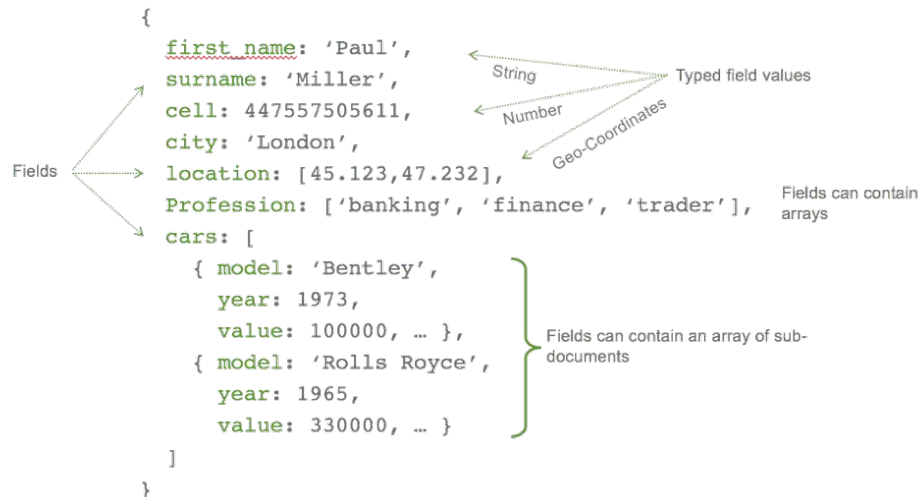 {
first_name: ‘Paul’,
surname: ‘Miller’,
cell: 447557505611,
city: ‘London’,
location: [45.123,47.232],
Profession: [‘banking’, ‘finance’, ‘trader’],
cars: [
{ model: ‘Bentley’,
year: 1973,
value: 100000, … },
{ model: ‘Rolls Royce’,
year: 1965,
value: 330000, … }
]
}
Fields
String
Number
Geo-Coordinates
Typed field values
Fields can contain
arrays
Fields can contain an array of sub-
documents